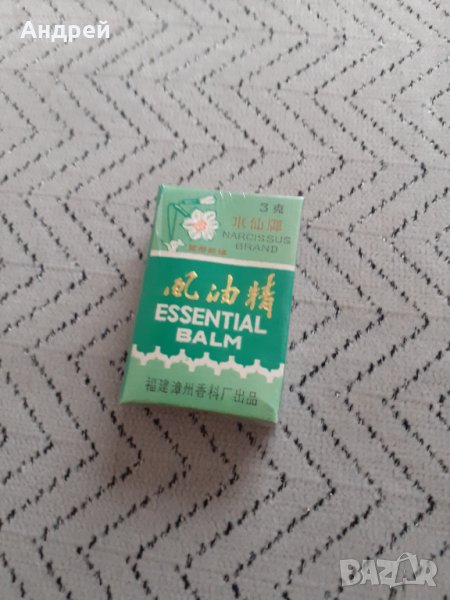 Андрей
3克
水仙牌
NARCISSUS
BRAND
风油精
ESSENTIAL
BALM
福建漳州香料厂出品
BAZAR